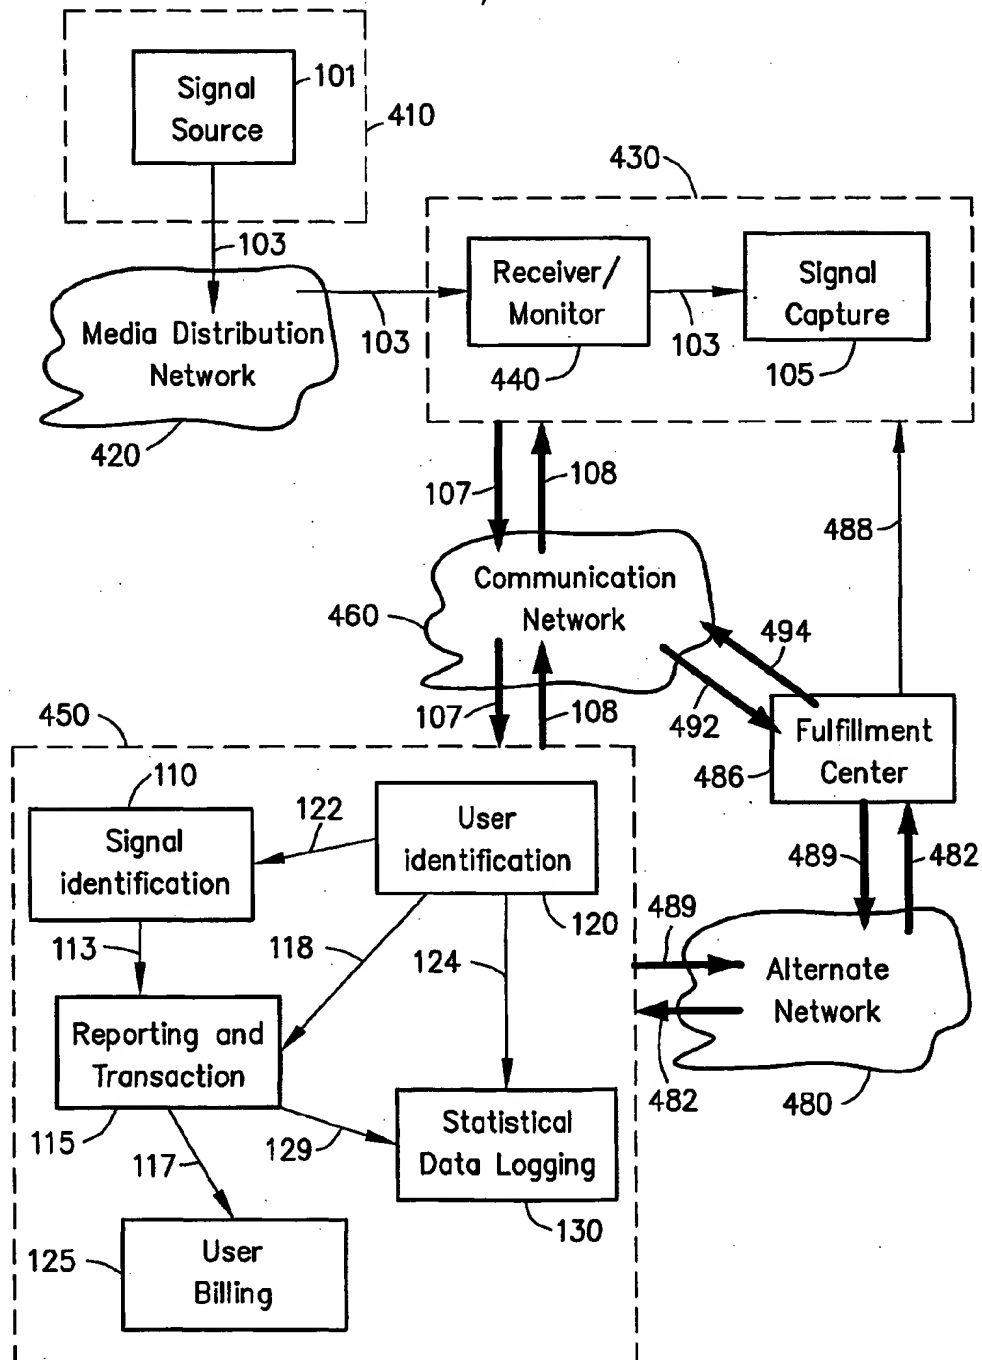 Signal
Source
101
410
103
Media Distribution
Network
420
103
430
Receiver/
Monitor
440
103
Signal
Capture
105
107
108
488
Communication
Network
460
494
492
107
108
Fulfillment
Center
486
450
110
Signal
identification
122
User
identification
120
489
482
113
118
124
489
Alternate
Network
482
480
Reporting and
Transaction
115
129
Statistical
Data Logging
130
117
125
User
Billing